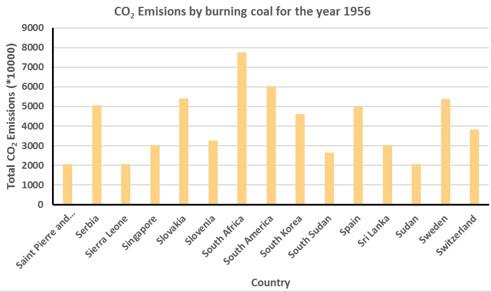 CO₂ Emisions by burning coal for the year 1956
Total CO₂ Emissions (*10000)
9000
8000
7000
6000
5000
4000
3000
2000
1000
0
Saint Pierre and...
Serbia
Sierra Leone
Singapore
Slovakia
Slovenia
South Africa
South America
South Korea
South Sudan
Spain
Sri Lanka
Sudan
Sweden
Switzerland
Country